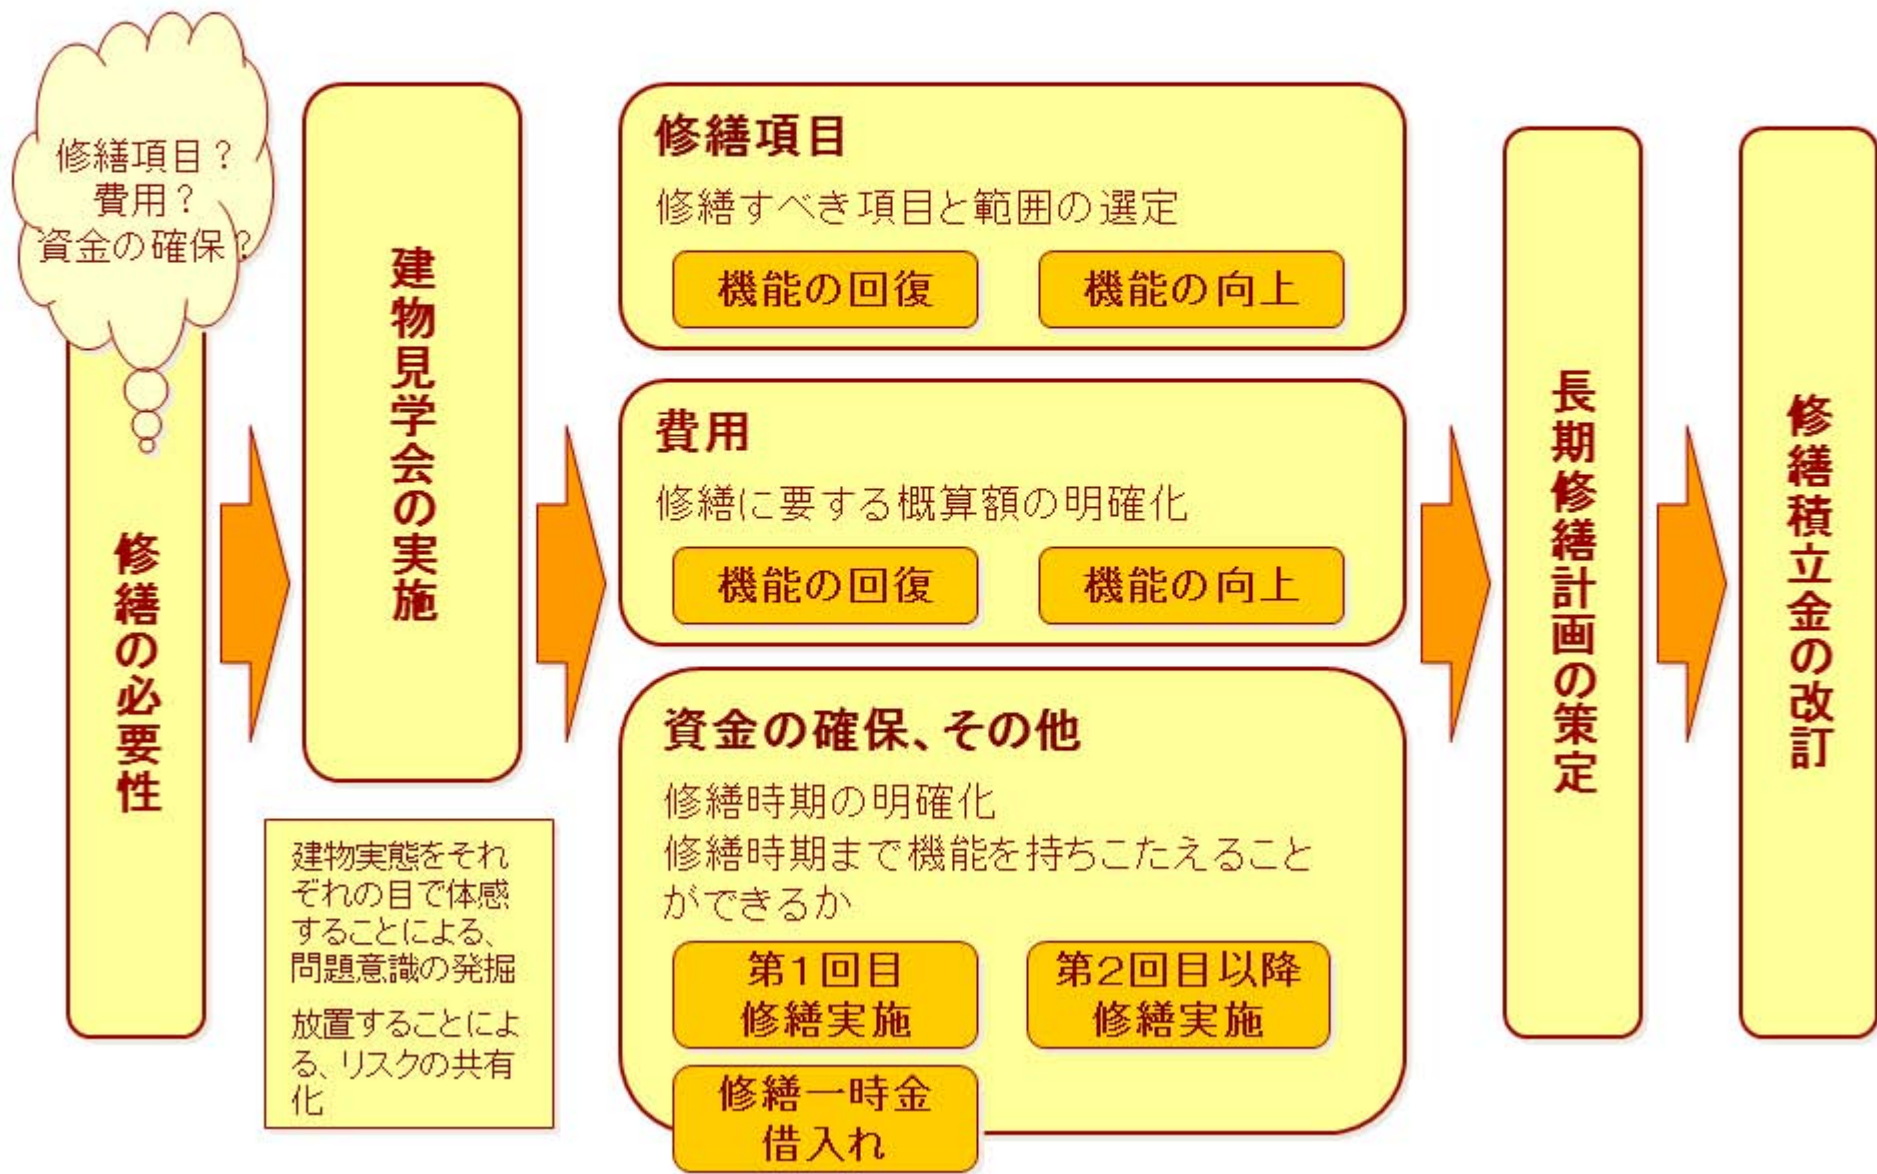 修繕項目？
費用？
資金の確保？
修繕の必要性
建物見学会の実施
建物実態をそれ
ぞれの目で体感
することによる、
問題意識の発掘
放置することによ
る、リスクの共有
化
修繕項目
修繕すべき項目と範囲の選定
機能の回復
機能の向上
費用
修繕に要する概算額の明確化
機能の回復
機能の向上
資金の確保、その他
修繕時期の明確化
修繕時期まで機能を持ちこたえること
ができるか
第1回目
修繕実施
第2回目以降
修繕実施
修繕一時金
借入れ
長期修繕計画の策定
修繕積立金の改訂